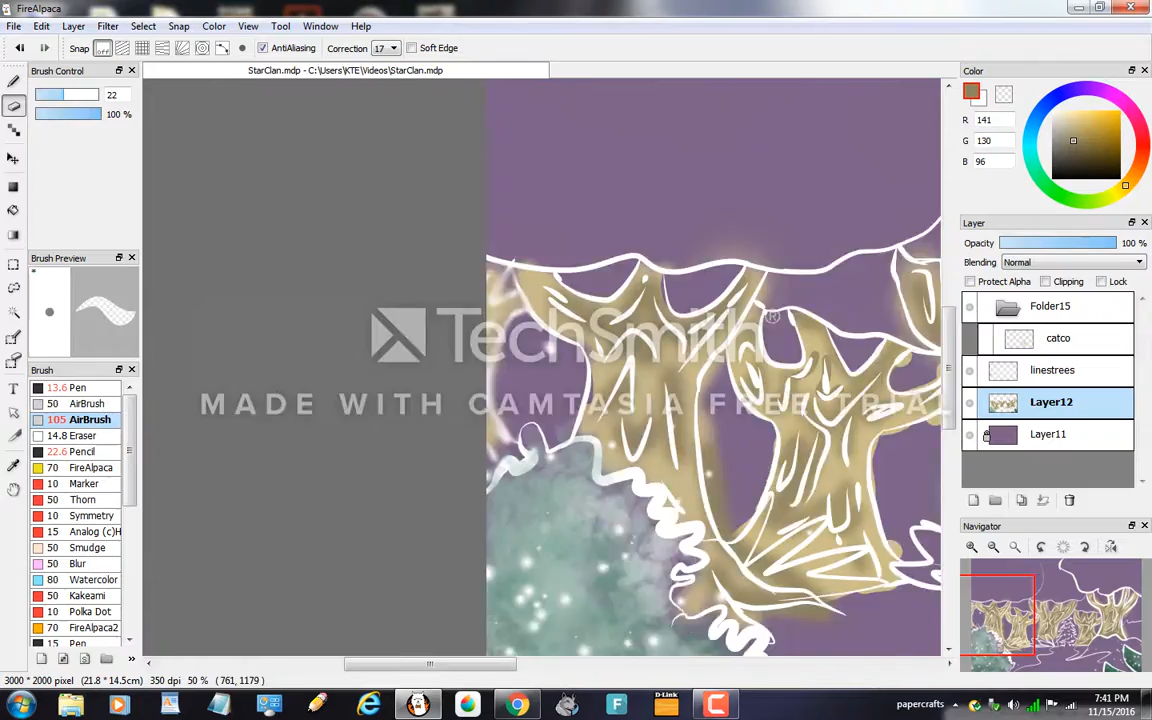 FireAlpaca
File Edit Layer Filter Select Snap Color View Tool Window Help
Snap off AntiAliasing Correction 17 Soft Edge
Brush Control
StarClan.mdp - C:\Users\KTE\Videos\StarClan.mdp
Color
22
100 %
R 141
G 130
B 96
Layer
Opacity 100 %
Blending Normal
Protect Alpha Clipping Lock
Brush Preview
Folder15
catco
linestrees
Layer12
Layer11
TechSmith®
MADE WITH CAMTASIA FREE TRIAL
Brush
13.6 Pen
50 AirBrush
105 AirBrush
14.8 Eraser
22.6 Pencil
70 FireAlpaca
10 Marker
50 Thorn
10 Symmetry
15 Analog (c)H
50 Smudge
50 Blur
80 Watercolor
50 Kakeami
10 Polka Dot
70 FireAlpaca2
15 Pen
Navigator
3000 * 2000 pixel (21.8 * 14.5cm) 350 dpi 50 % (761, 1179)
papercrafts
D-Link
7:41 PM
11/15/2016